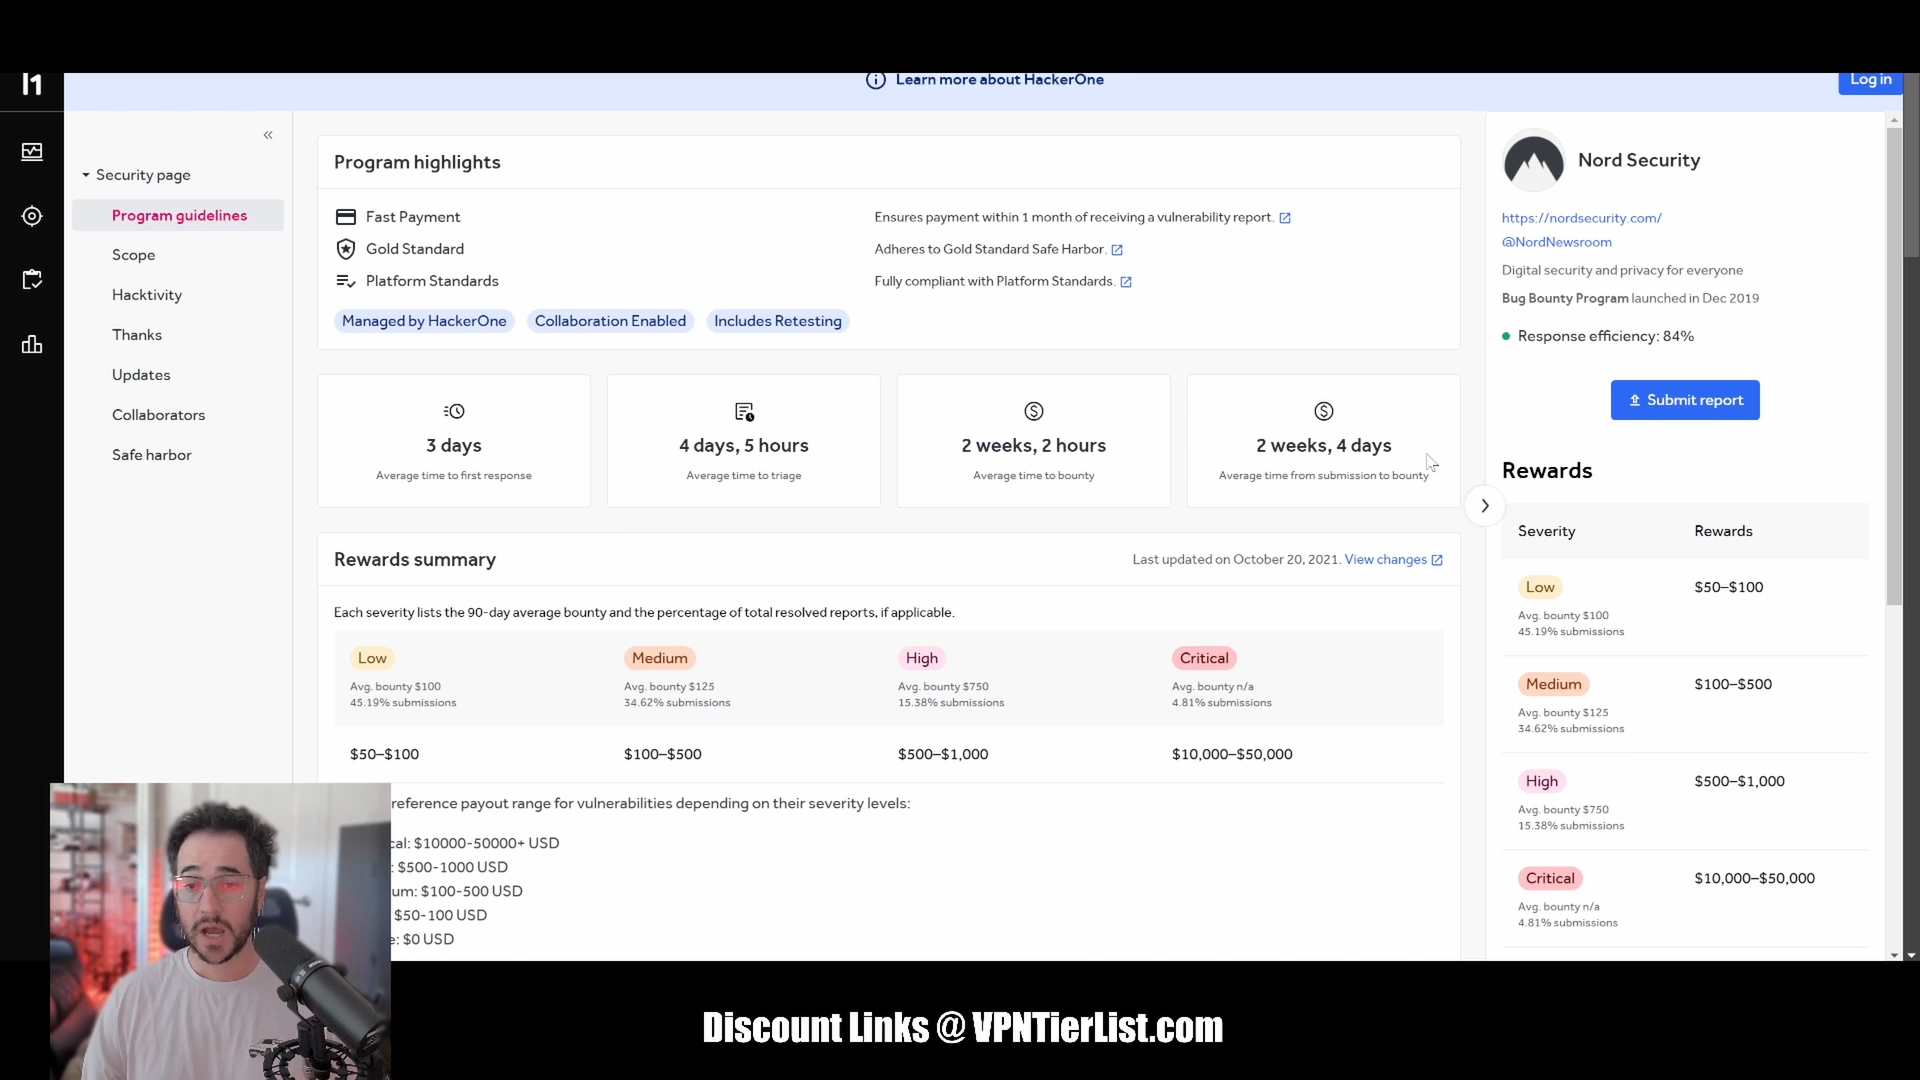 Learn more about HackerOne
Log in
Security page
Program guidelines
Scope
Hacktivity
Thanks
Updates
Collaborators
Safe harbor
Program highlights
Fast Payment
Ensures payment within 1 month of receiving a vulnerability report.
Gold Standard
Adheres to Gold Standard Safe Harbor.
Platform Standards
Fully compliant with Platform Standards.
Managed by HackerOne Collaboration Enabled Includes Retesting
3 days
Average time to first response
4 days, 5 hours
Average time to triage
2 weeks, 2 hours
Average time to bounty
2 weeks, 4 days
Average time from submission to bounty
Rewards summary
Last updated on October 20, 2021. View changes
Each severity lists the 90-day average bounty and the percentage of total resolved reports, if applicable.
Low Medium High Critical
Avg. bounty $100 Avg. bounty $125 Avg. bounty $750 Avg. bounty n/a
45.19% submissions 34.62% submissions 15.38% submissions 4.81% submissions
$50–$100 $100–$500 $500–$1,000 $10,000–$50,000
reference payout range for vulnerabilities depending on their severity levels:
cal: $10000-50000+ USD
: $500-1000 USD
um: $100-500 USD
$50-100 USD
e: $0 USD
Nord Security
https://nordsecurity.com/
@NordNewsroom
Digital security and privacy for everyone
Bug Bounty Program launched in Dec 2019
Response efficiency: 84%
Submit report
Rewards
Severity Rewards
Low $50–$100
Avg. bounty $100
45.19% submissions
Medium $100–$500
Avg. bounty $125
34.62% submissions
High $500–$1,000
Avg. bounty $750
15.38% submissions
Critical $10,000–$50,000
Avg. bounty n/a
4.81% submissions
Discount Links @ VPNTierList.com